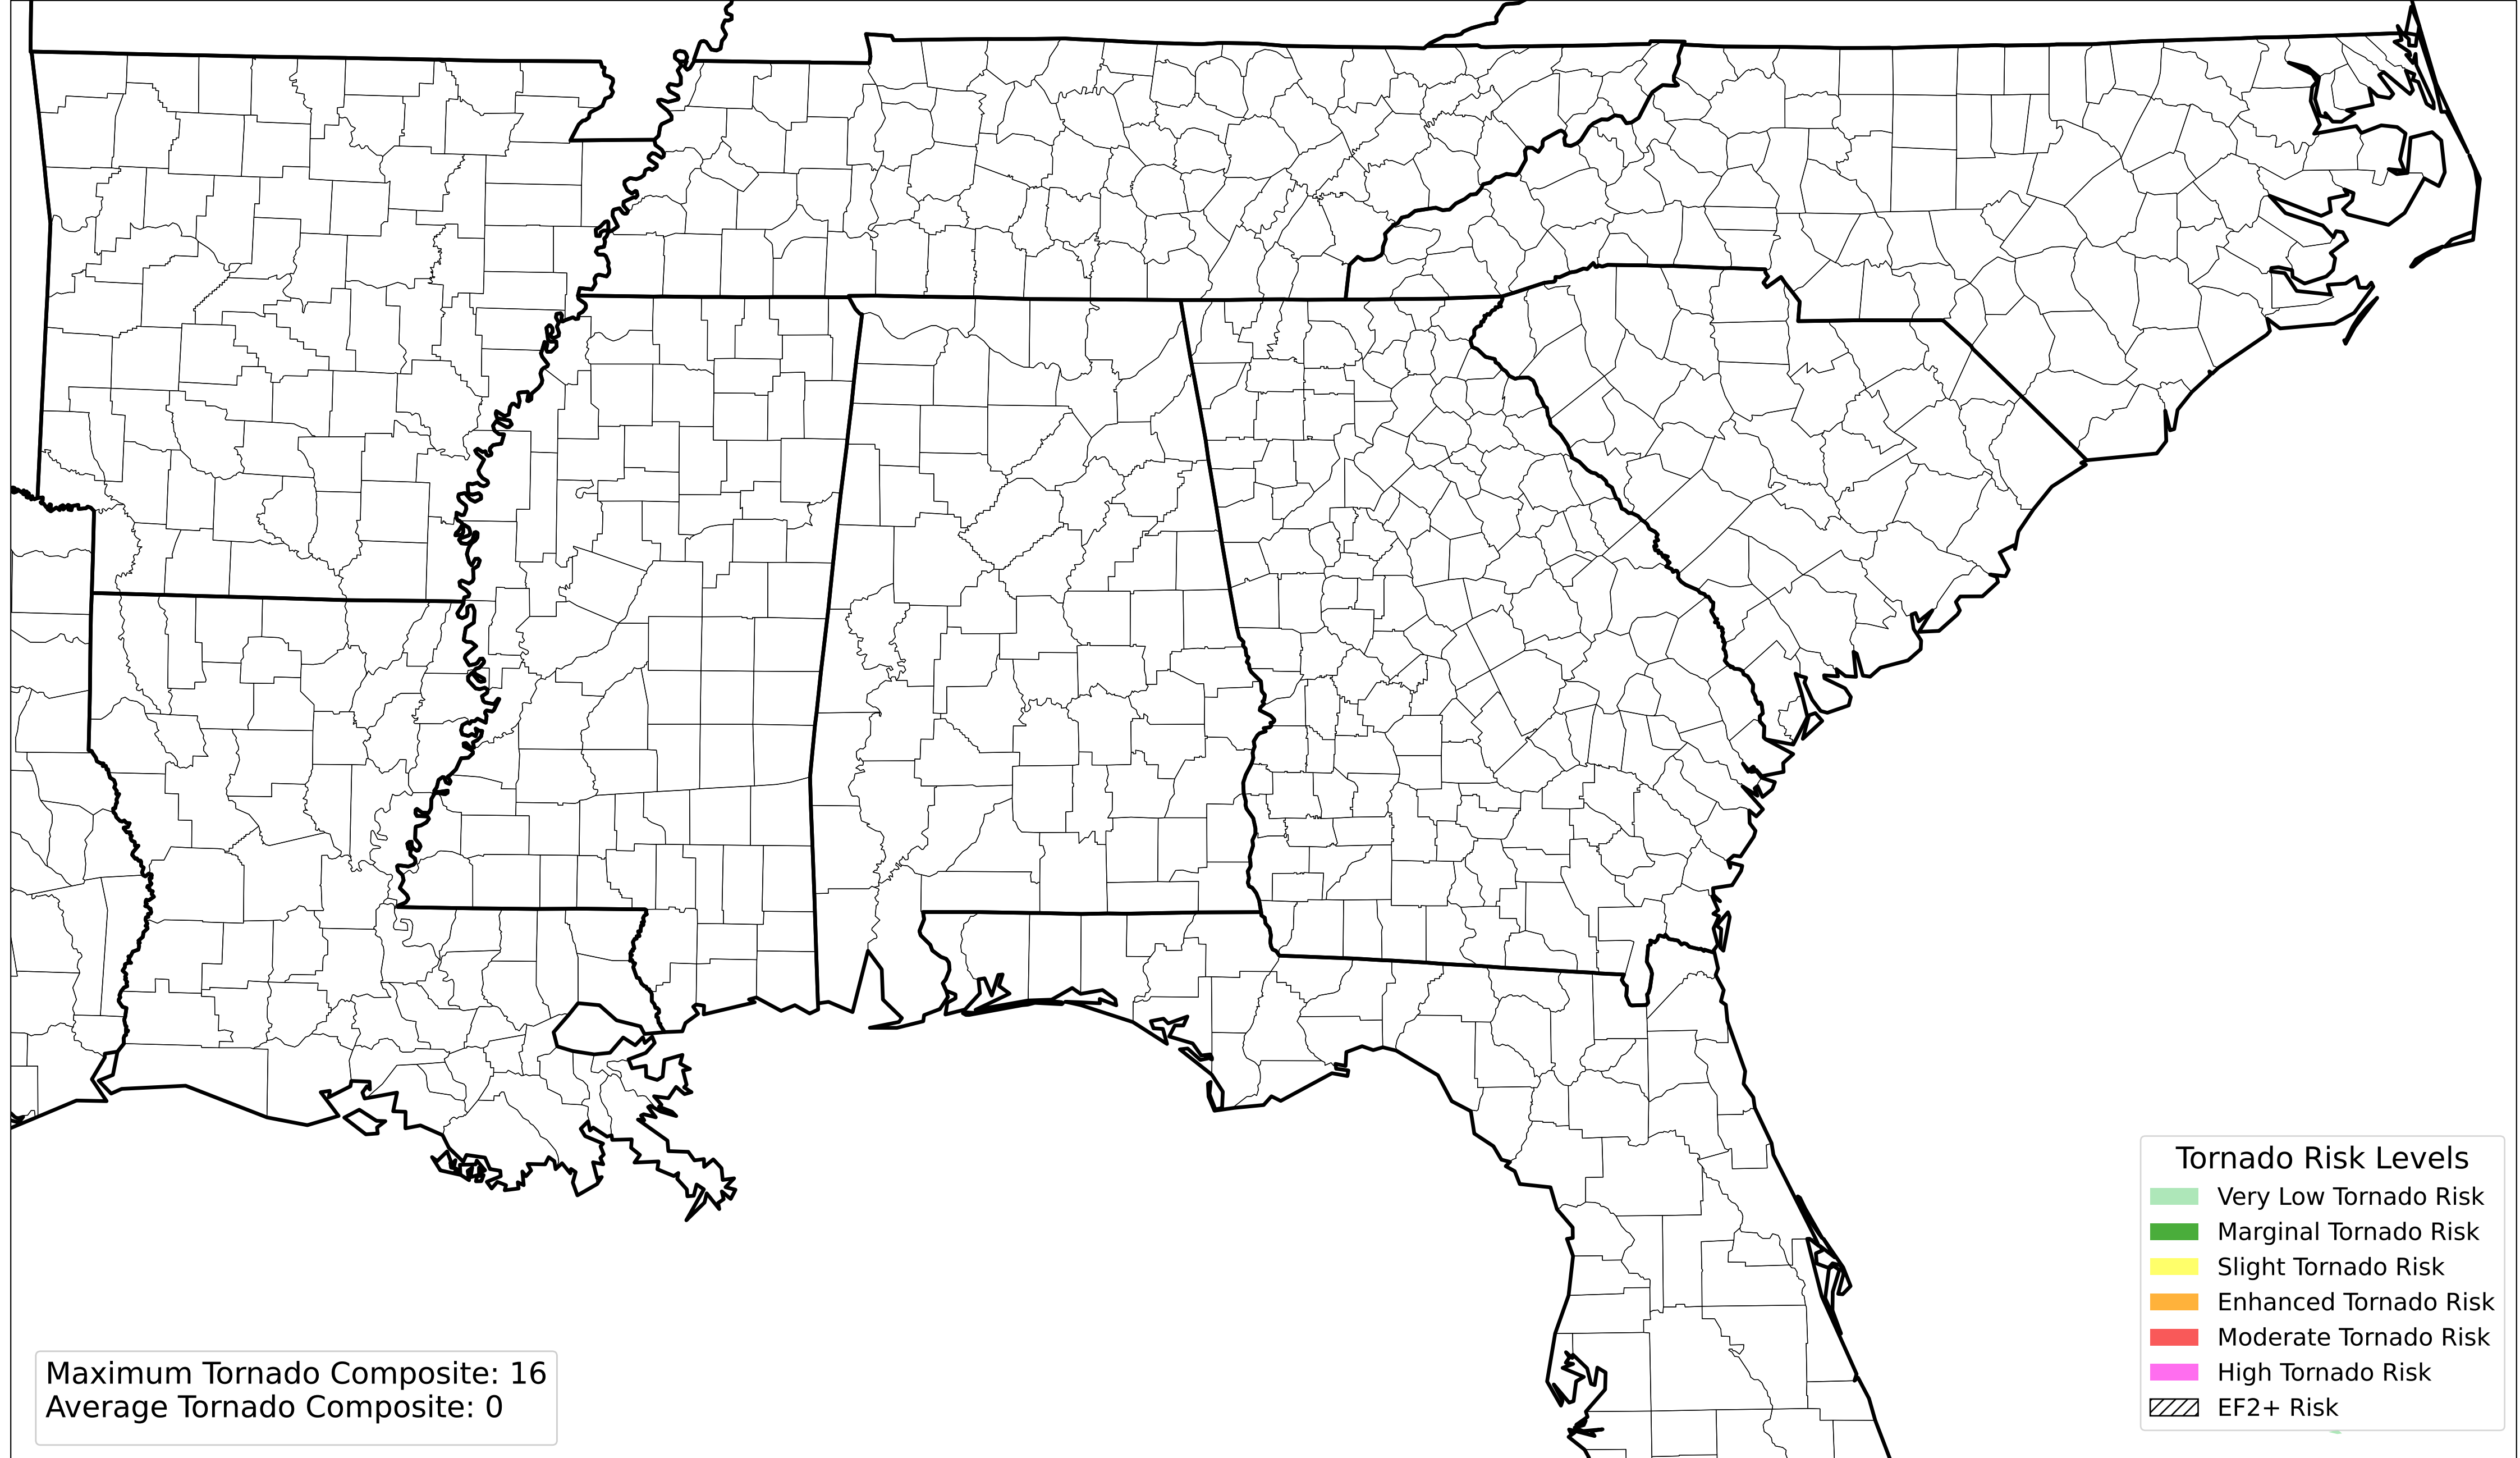 Tornado Risk Levels
Very Low Tornado Risk
Marginal Tornado Risk
Slight Tornado Risk
Enhanced Tornado Risk
Moderate Tornado Risk
High Tornado Risk
EF2+ Risk
Maximum Tornado Composite: 16
Average Tornado Composite: 0